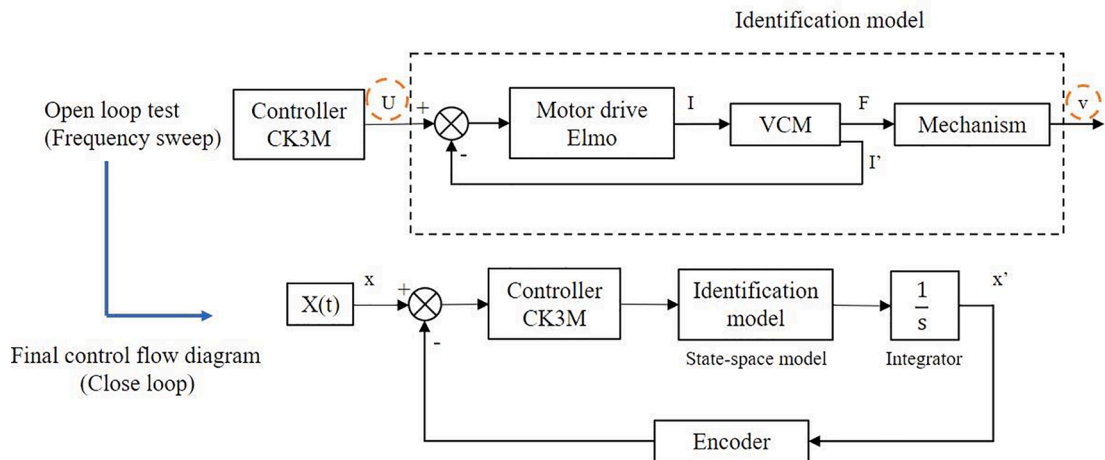 Identification model
Open loop test
(Frequency sweep)
Controller
CK3M
U
+
-
Motor drive
Elmo
I
VCM
F
I’
Mechanism
v
X(t)
x
+
-
Controller
CK3M
Identification
model
State-space model
1
s
Integrator
x’
Final control flow diagram
(Close loop)
Encoder